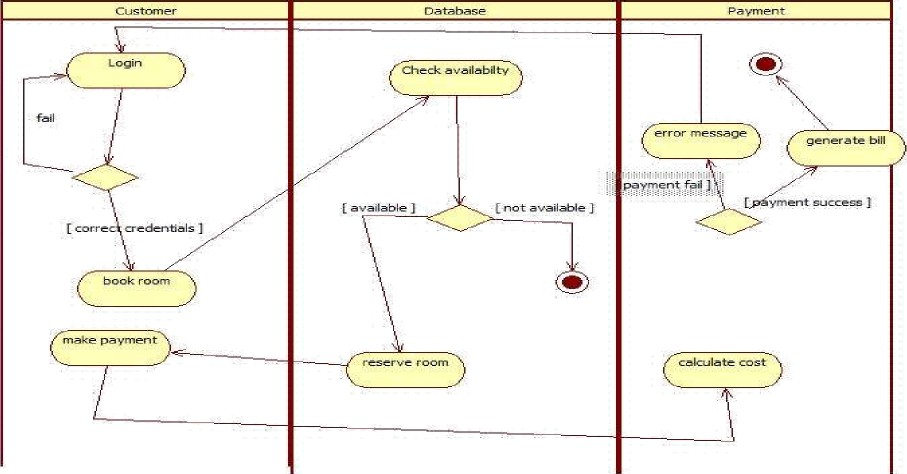 Customer
Database
Payment
Login
fail
[ correct credentials ]
book room
make payment
Check availabilty
[ available ]
[ not available ]
reserve room
error message
generate bill
[payment fail ]
[payment success ]
calculate cost